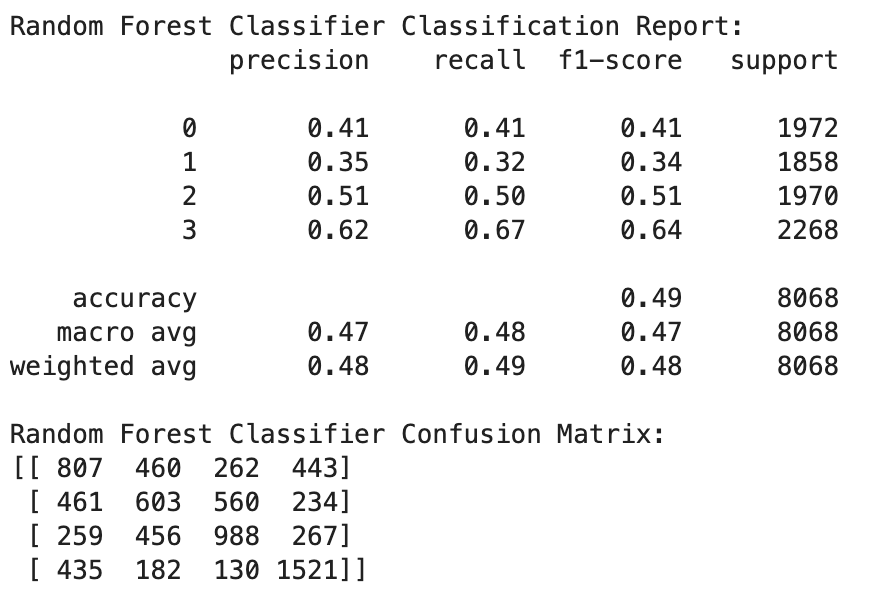 Random Forest Classifier Classification Report:
              precision    recall  f1-score   support

           0       0.41      0.41      0.41      1972
           1       0.35      0.32      0.34      1858
           2       0.51      0.50      0.51      1970
           3       0.62      0.67      0.64      2268

    accuracy                           0.49      8068
   macro avg       0.47      0.48      0.47      8068
weighted avg       0.48      0.49      0.48      8068

Random Forest Classifier Confusion Matrix:
[[ 807  460  262  443]
 [ 461  603  560  234]
 [ 259  456  988  267]
 [ 435  182  130 1521]]